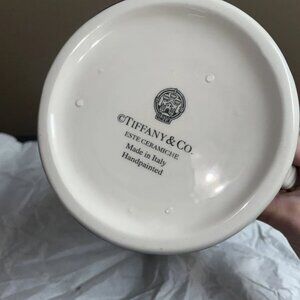 ©TIFFANY & CO.
ESTE CERAMICHE
Made in Italy
Handpainted